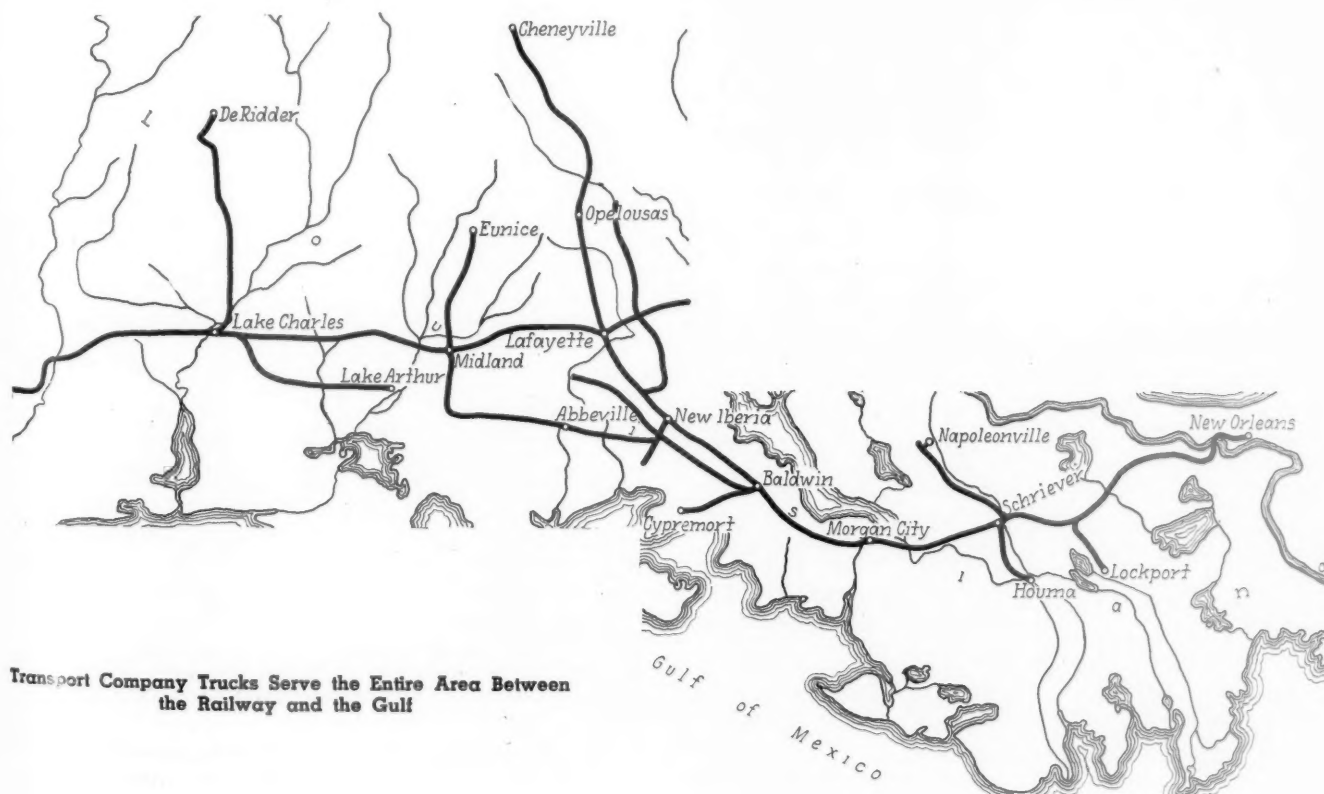 Cheneyville
DeRidder
Opelousas
Eunice
Lake Charles
Lafayette
Midland
Lake Arthur
Abbeville
New Iberia
Napoleonville
New Orleans
Baldwin
Schriever
Cypremort
Morgan City
Lockport
Houma
L o u i s i a n a
Gulf of Mexico
Transport Company Trucks Serve the Entire Area Between
the Railway and the Gulf